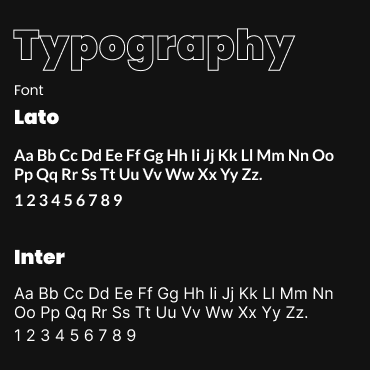 Typography
Font
Lato
Aa Bb Cc Dd Ee Ff Gg Hh Ii Jj Kk Ll Mm Nn Oo
Pp Qq Rr Ss Tt Uu Vv Ww Xx Yy Zz.
1 2 3 4 5 6 7 8 9
Inter
Aa Bb Cc Dd Ee Ff Gg Hh Ii Jj Kk Ll Mm Nn
Oo Pp Qq Rr Ss Tt Uu Vv Ww Xx Yy Zz.
1 2 3 4 5 6 7 8 9